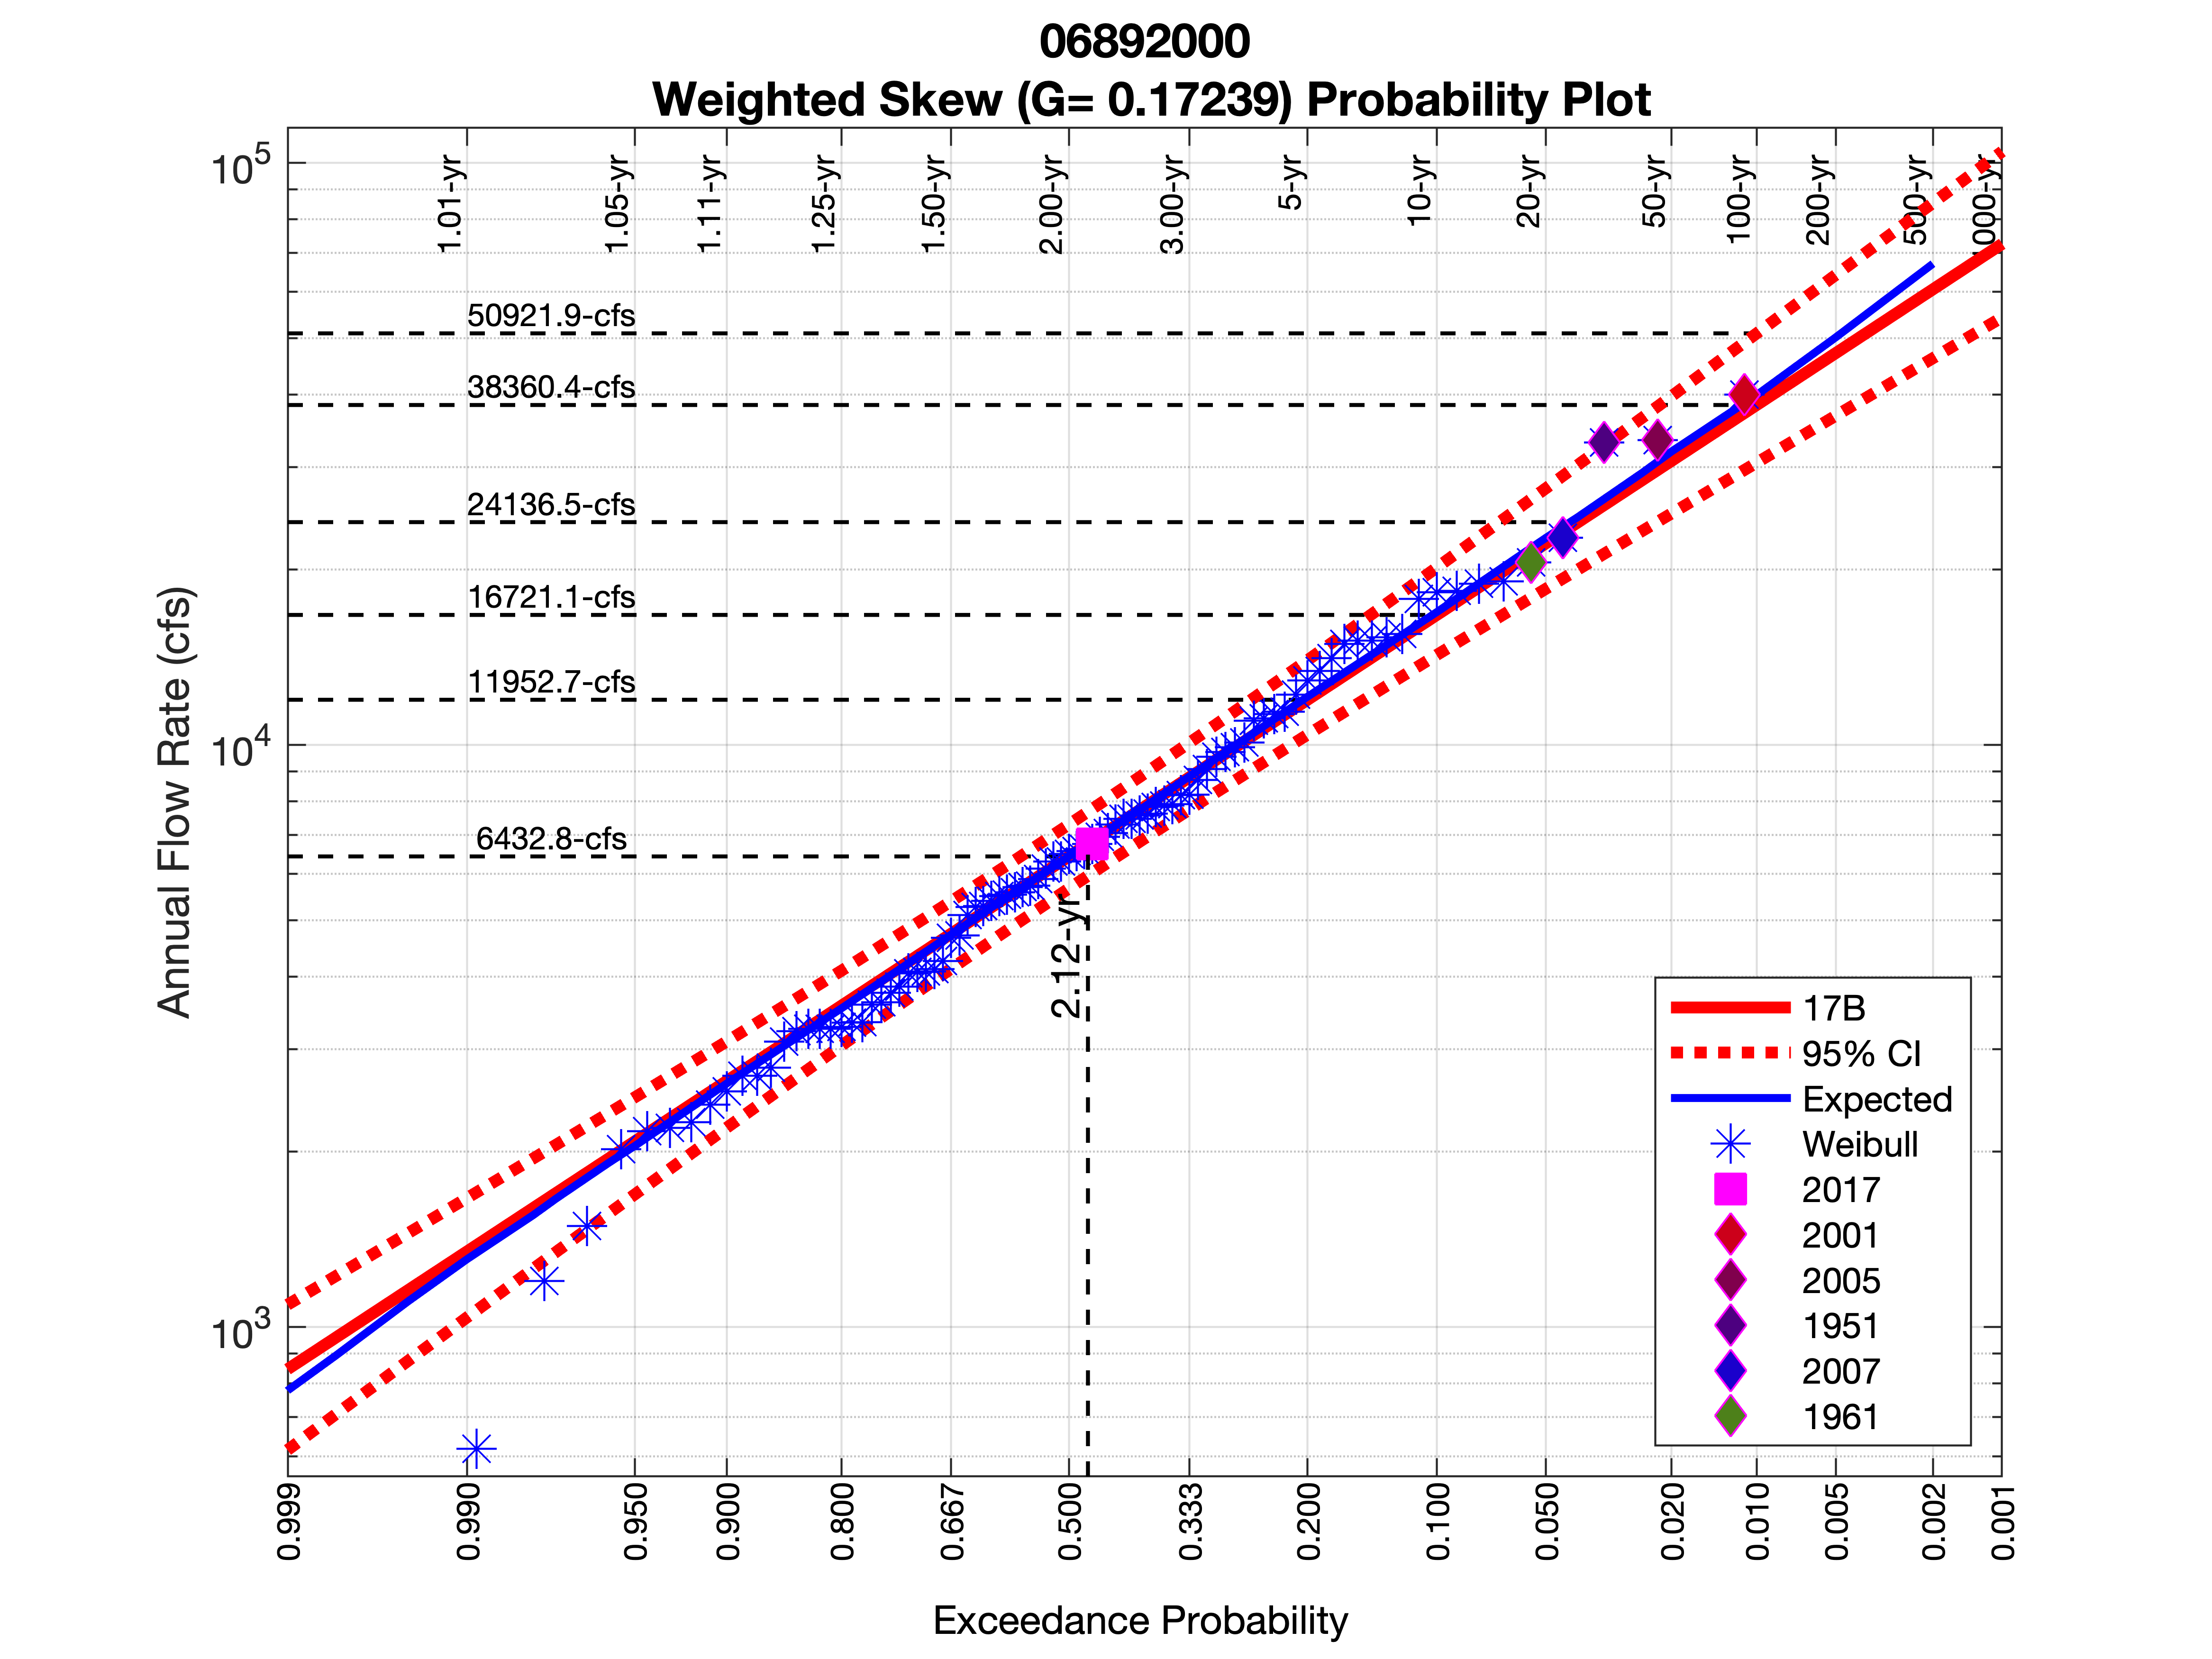 06892000
Weighted Skew (G= 0.17239) Probability Plot
Annual Flow Rate (cfs)
10^5
10^4
10^3
1.01-yr
1.05-yr
1.11-yr
1.25-yr
1.50-yr
2.00-yr
3.00-yr
5-yr
10-yr
20-yr
50-yr
100-yr
200-yr
500-yr
000-yr
50921.9-cfs
38360.4-cfs
24136.5-cfs
16721.1-cfs
11952.7-cfs
6432.8-cfs
2.12-yr
17B
95% CI
Expected
Weibull
2017
2001
2005
1951
2007
1961
0.999
0.990
0.950
0.900
0.800
0.667
0.500
0.333
0.200
0.100
0.050
0.020
0.010
0.005
0.002
0.001
Exceedance Probability